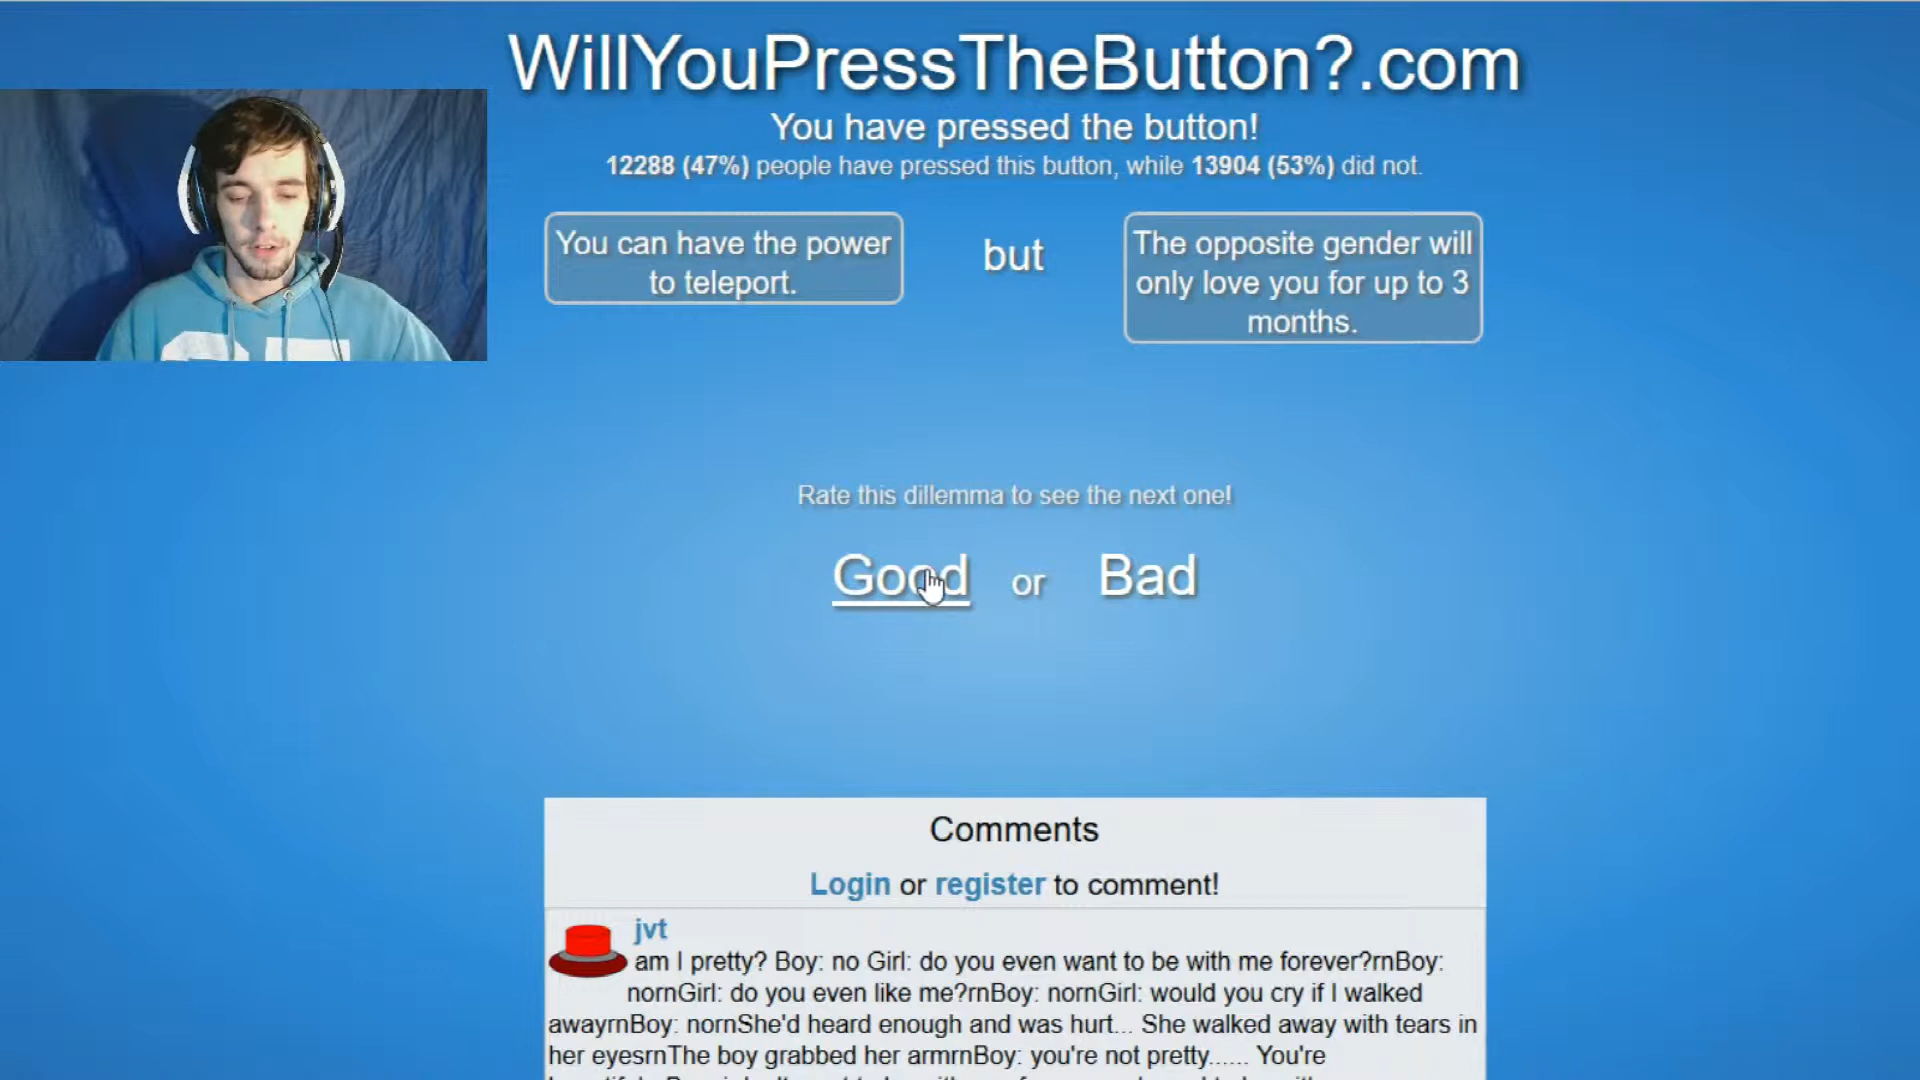 WillYouPressTheButton?.com
You have pressed the button!
12288 (47%) people have pressed this button, while 13904 (53%) did not.
You can have the power
to teleport.
but
The opposite gender will
only love you for up to 3
months.
Rate this dillemma to see the next one!
Good or Bad
Comments
Login or register to comment!
jvt
am I pretty? Boy: no Girl: do you even want to be with me forever?rnBoy:
nornGirl: do you even like me?rnBoy: nornGirl: would you cry if I walked
awayrnBoy: nornShe'd heard enough and was hurt... She walked away with tears in
her eyesrnThe boy grabbed her armrnBoy: you're not pretty...... You're